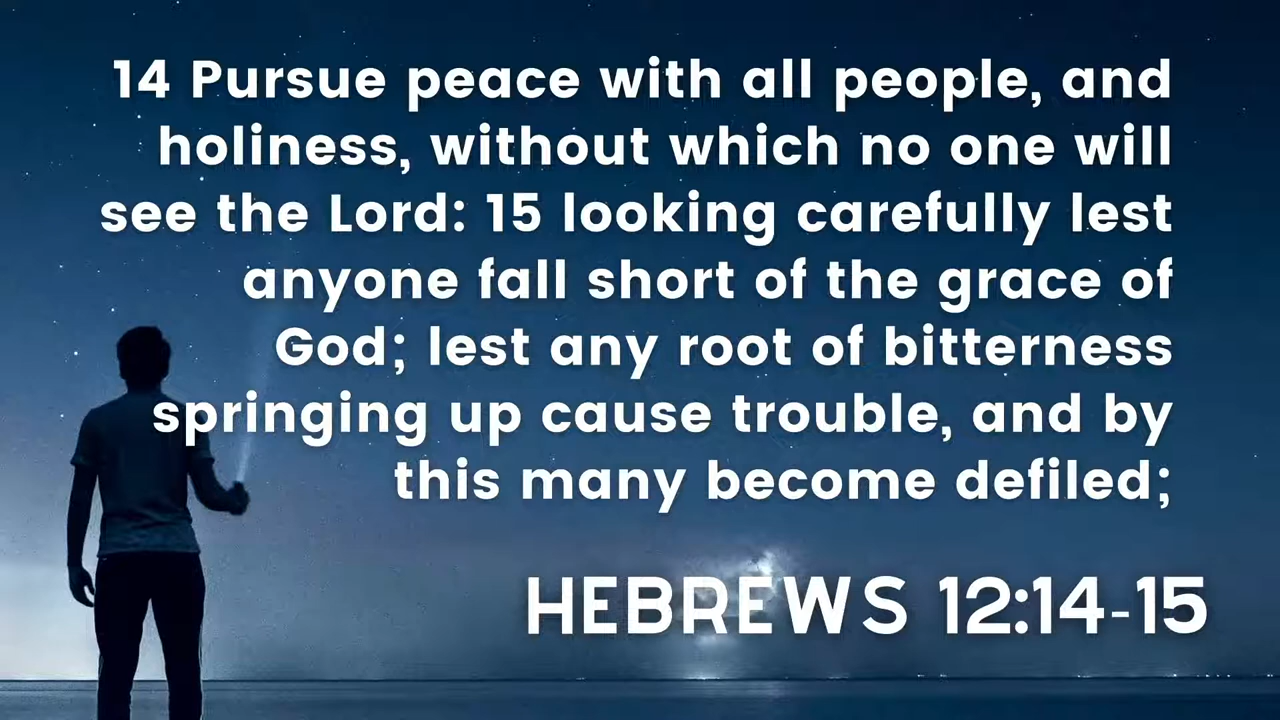 14 Pursue peace with all people, and
holiness, without which no one will
see the Lord: 15 looking carefully lest
anyone fall short of the grace of
God; lest any root of bitterness
springing up cause trouble, and by
this many become defiled;
HEBREWS 12:14-15